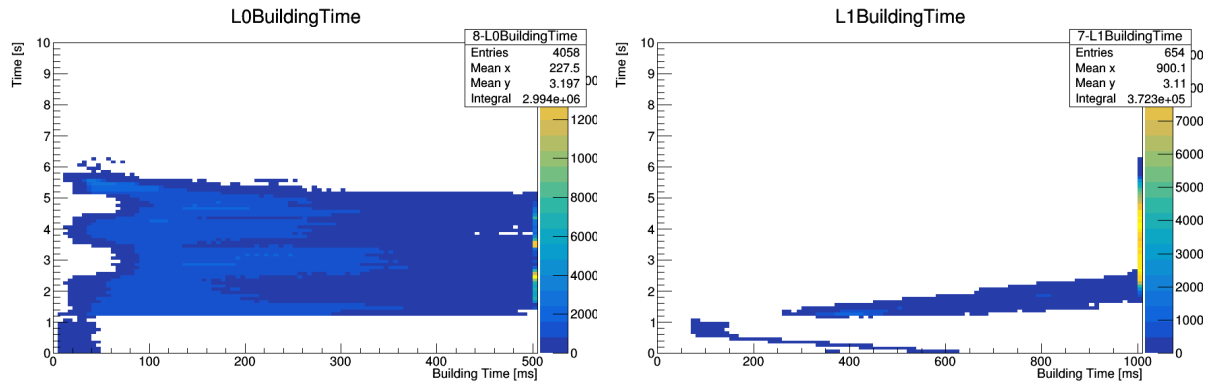 L0BuildingTime
8-L0BuildingTime
Entries 4058
Mean x 227.5
Mean y 3.197
Integral 2.994e+06
Time [s]
10
9
8
7
6
5
4
3
2
1
0
0 100 200 300 400 500
Building Time [ms]
1200
1000
8000
6000
4000
2000
0
L1BuildingTime
7-L1BuildingTime
Entries 654
Mean x 900.1
Mean y 3.11
Integral 3.723e+05
Time [s]
10
9
8
7
6
5
4
3
2
1
0
0 200 400 600 800 1000
Building Time [ms]
7000
6000
5000
4000
3000
2000
1000
0